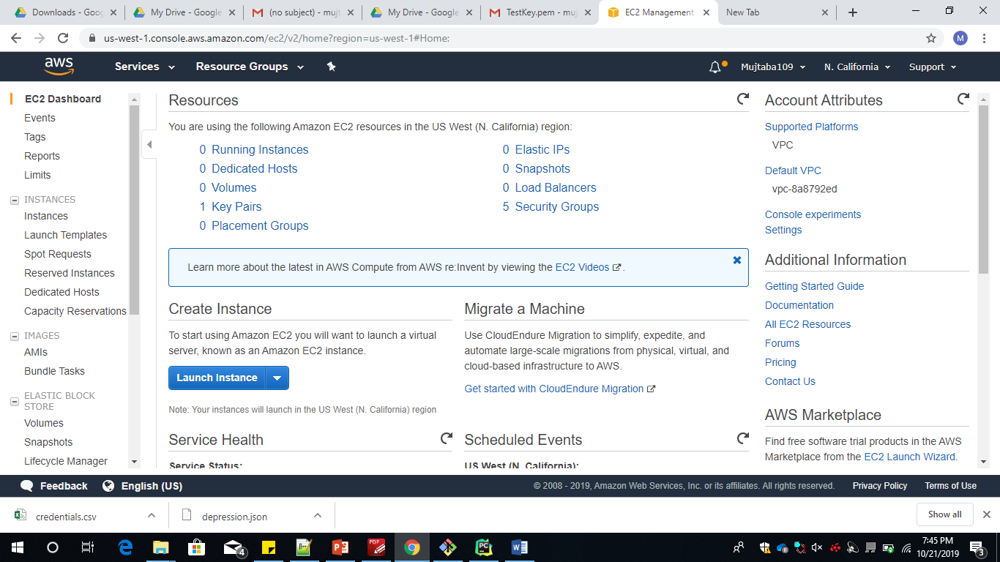 Downloads - Goog
My Drive - Google
(no subject) - mujt
My Drive - Google
TestKey.pem - muj
EC2 Management
New Tab
us-west-1.console.aws.amazon.com/ec2/v2/home?region=us-west-1#Home:
M
aws
Services
Resource Groups
Mujtaba109
N. California
Support
EC2 Dashboard
Events
Tags
Reports
Limits
INSTANCES
Instances
Launch Templates
Spot Requests
Reserved Instances
Dedicated Hosts
Capacity Reservations
IMAGES
AMIs
Bundle Tasks
ELASTIC BLOCK
STORE
Volumes
Snapshots
Lifecycle Manager
Resources
You are using the following Amazon EC2 resources in the US West (N. California) region:
0 Running Instances
0 Elastic IPs
0 Dedicated Hosts
0 Snapshots
0 Volumes
0 Load Balancers
1 Key Pairs
5 Security Groups
0 Placement Groups
Learn more about the latest in AWS Compute from AWS re:Invent by viewing the EC2 Videos.
Create Instance
To start using Amazon EC2 you will want to launch a virtual
server, known as an Amazon EC2 instance.
Launch Instance
Note: Your instances will launch in the US West (N. California) region
Migrate a Machine
Use CloudEndure Migration to simplify, expedite, and
automate large-scale migrations from physical, virtual, and
cloud-based infrastructure to AWS.
Get started with CloudEndure Migration
Service Health
Service Status:
Scheduled Events
US West (N. California):
Account Attributes
Supported Platforms
VPC
Default VPC
vpc-8a8792ed
Console experiments
Settings
Additional Information
Getting Started Guide
Documentation
All EC2 Resources
Forums
Pricing
Contact Us
AWS Marketplace
Find free software trial products in the AWS
Marketplace from the EC2 Launch Wizard.
Feedback
English (US)
© 2008 - 2019, Amazon Web Services, Inc. or its affiliates. All rights reserved.
Privacy Policy
Terms of Use
credentials.csv
depression.json
Show all
4
PDF
PC
7:45 PM
10/21/2019
3